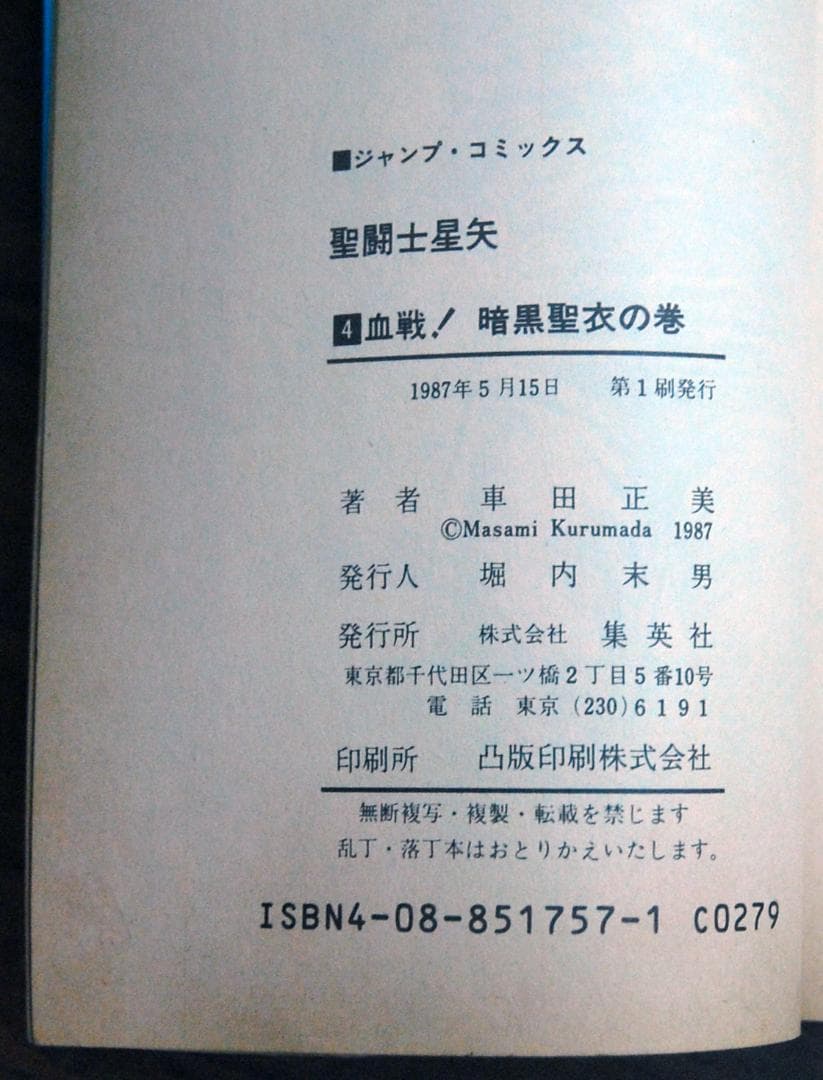 ■ジャンプ・コミックス
聖闘士星矢
4 血戦! 暗黒聖衣の巻
1987年5月15日 第1刷発行
著者 車田正美
©Masami Kurumada 1987
発行人 堀内末男
発行所 株式会社 集英社
東京都千代田区一ツ橋2丁目5番10号
電話 東京(230)6191
印刷所 凸版印刷株式会社
無断複写・複製・転載を禁じます
乱丁・落丁本はおとりかえいたします。
ISBN4-08-851757-1 C0279